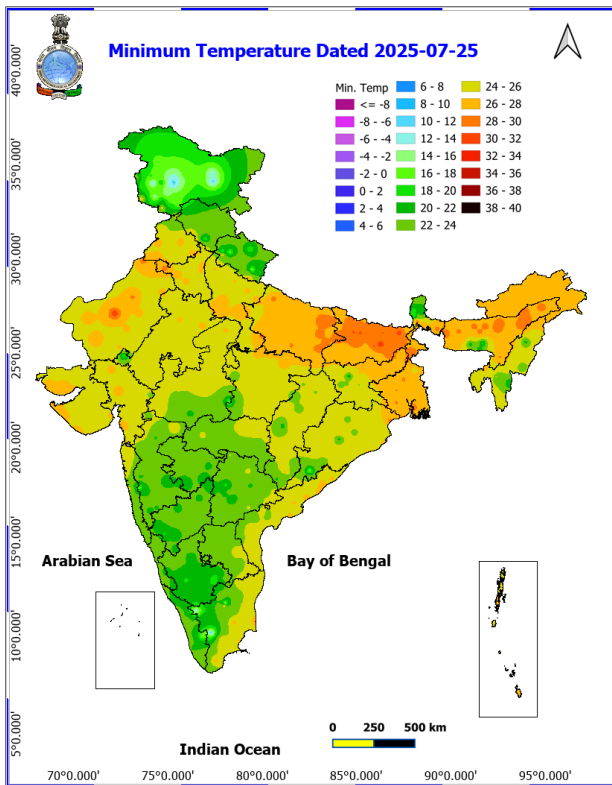 Minimum Temperature Dated 2025-07-25
Min. Temp
<= -8
-8 - -6
-6 - -4
-4 - -2
-2 - 0
0 - 2
2 - 4
4 - 6
6 - 8
8 - 10
10 - 12
12 - 14
14 - 16
16 - 18
18 - 20
20 - 22
22 - 24
24 - 26
26 - 28
28 - 30
30 - 32
32 - 34
34 - 36
36 - 38
38 - 40
40°0.000'
35°0.000'
30°0.000'
25°0.000'
20°0.000'
15°0.000'
10°0.000'
5°0.000'
Arabian Sea
Bay of Bengal
Indian Ocean
0 250 500 km
70°0.000' 75°0.000' 80°0.000' 85°0.000' 90°0.000' 95°0.000'